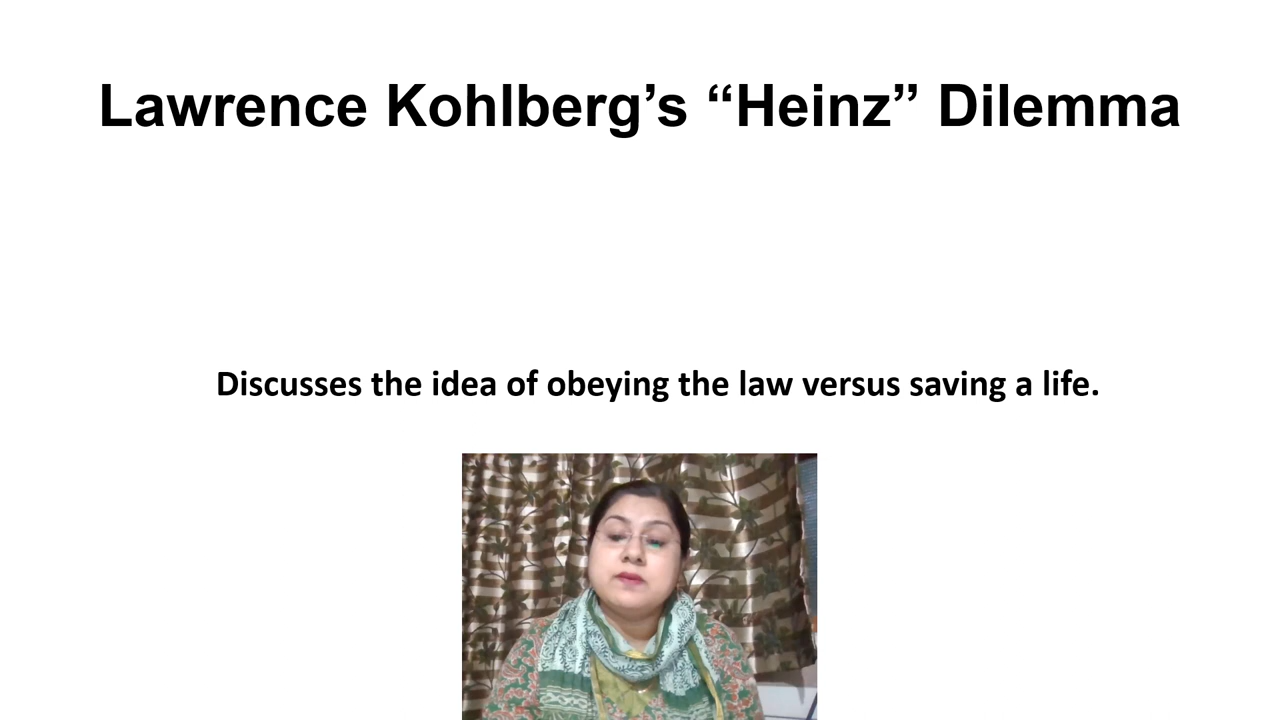 Lawrence Kohlberg’s “Heinz” Dilemma
Discusses the idea of obeying the law versus saving a life.